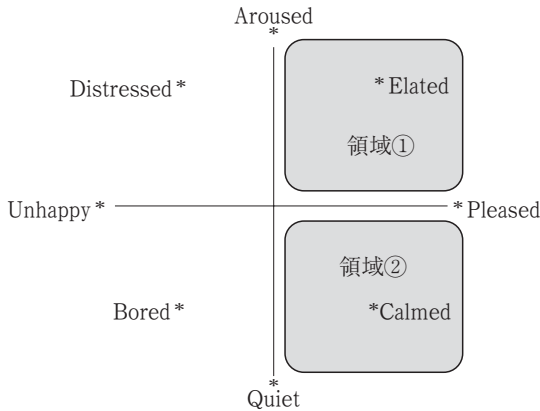 Aroused
*
Distressed *
* Elated
領域①
Unhappy *
* Pleased
領域②
Bored *
*Calmed
*
Quiet